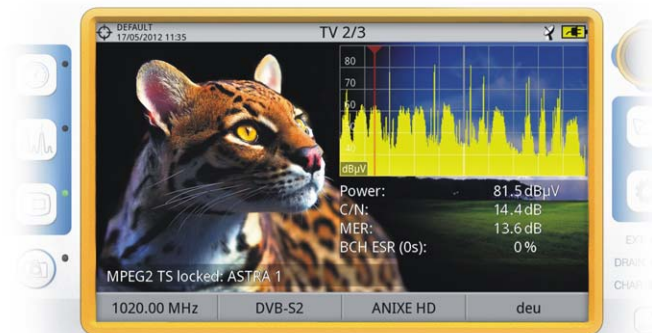 DEFAULT
17/05/2012 11:35
TV 2/3
80
70
60
40
dBµV
Power: 81.5 dBµV
C/N: 14.4 dB
MER: 13.6 dB
BCH ESR (0s): 0 %
MPEG2 TS locked: ASTRA 1
1020.00 MHz DVB-S2 ANIXE HD deu